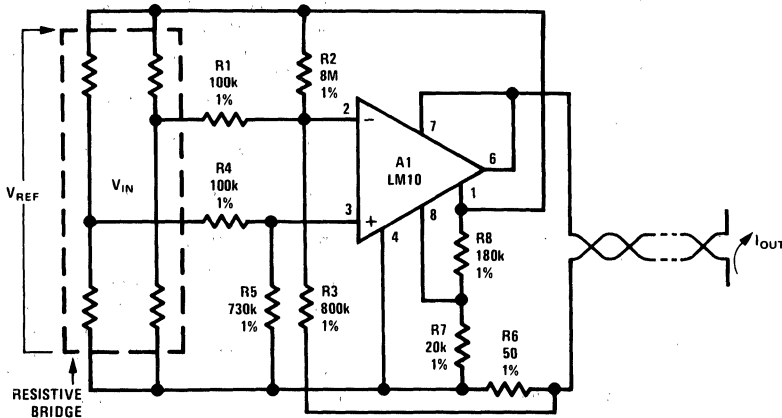 R1
100k
1%
R2
8M
1%
2
7
A1
LM10
6
1
VREF
VIN
R4
100k
1%
3
4
8
R8
180k
1%
IOUT
R5
730k
1%
R3
800k
1%
R7
20k
1%
R6
50
1%
RESISTIVE
BRIDGE